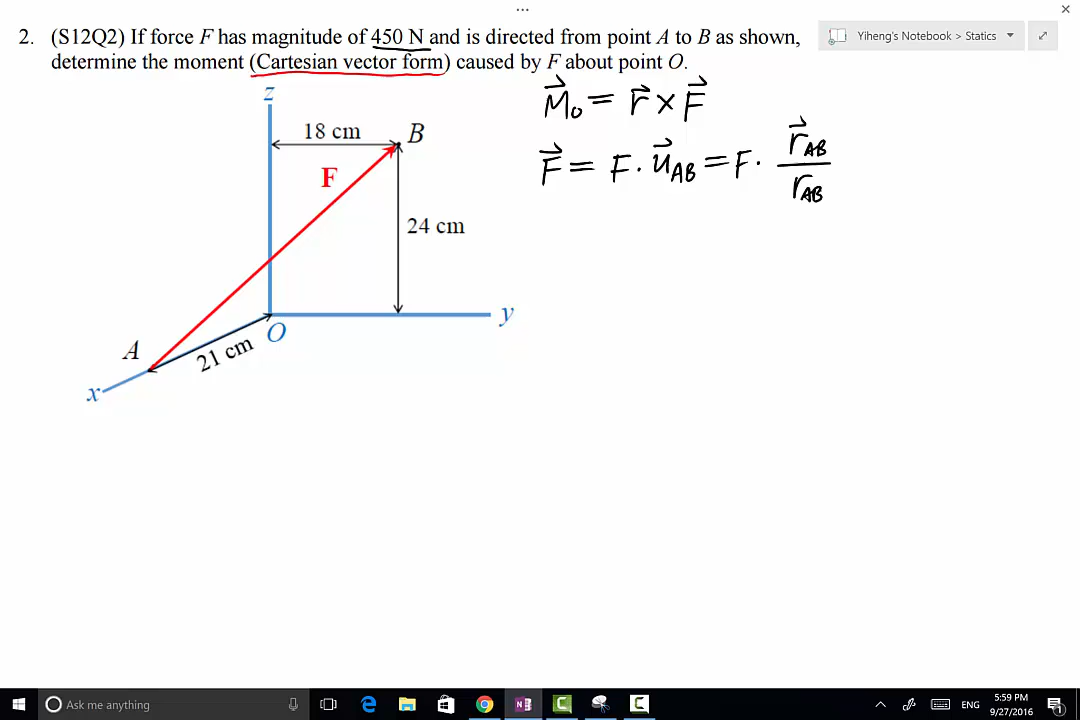 ...
2. (S12Q2) If force F has magnitude of 450 N and is directed from point A to B as shown,
determine the moment (Cartesian vector form) caused by F about point O.
Yiheng's Notebook > Statics
z
18 cm
B
F
24 cm
O
y
A
21 cm
x
M⃗o = r⃗ × F⃗
F⃗ = F · u⃗AB = F · r⃗AB / rAB
Ask me anything
ENG
5:59 PM
9/27/2016
N
C
C
1